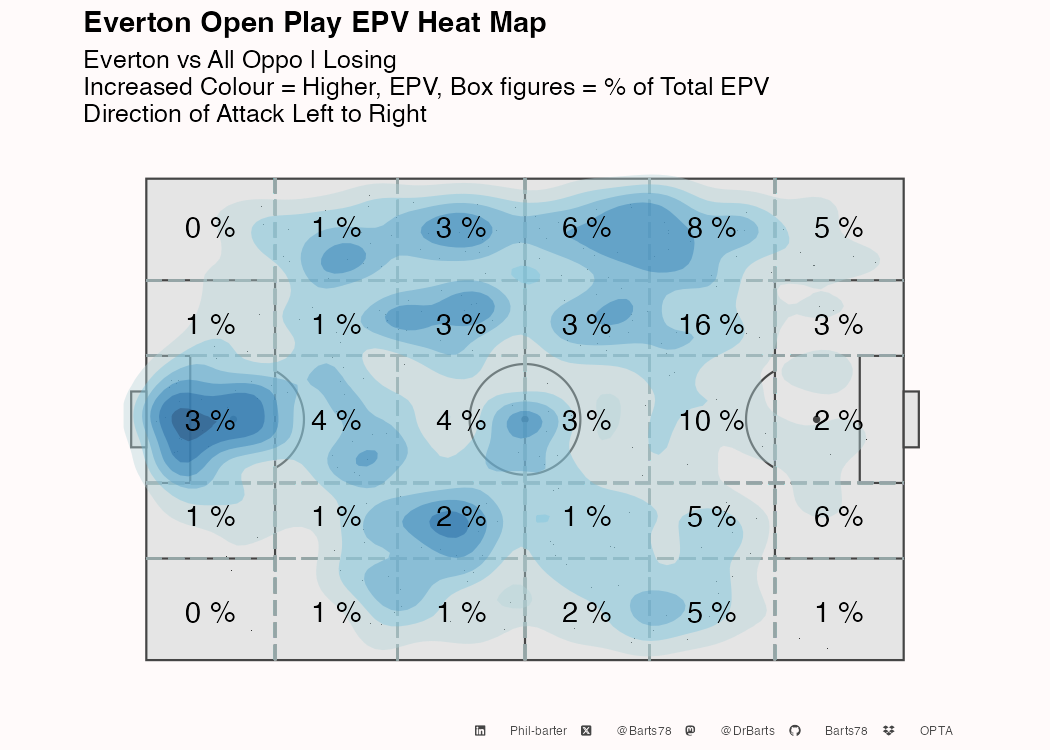 Everton Open Play EPV Heat Map
Everton vs All Oppo | Losing
Increased Colour = Higher, EPV, Box figures = % of Total EPV
Direction of Attack Left to Right
0 % 1 % 3 % 6 % 8 % 5 %
1 % 1 % 3 % 3 % 16 % 3 %
3 % 4 % 4 % 3 % 10 % 2 %
1 % 1 % 2 % 1 % 5 % 6 %
0 % 1 % 1 % 2 % 5 % 1 %
Phil-barter @Barts78 @DrBarts Barts78 OPTA